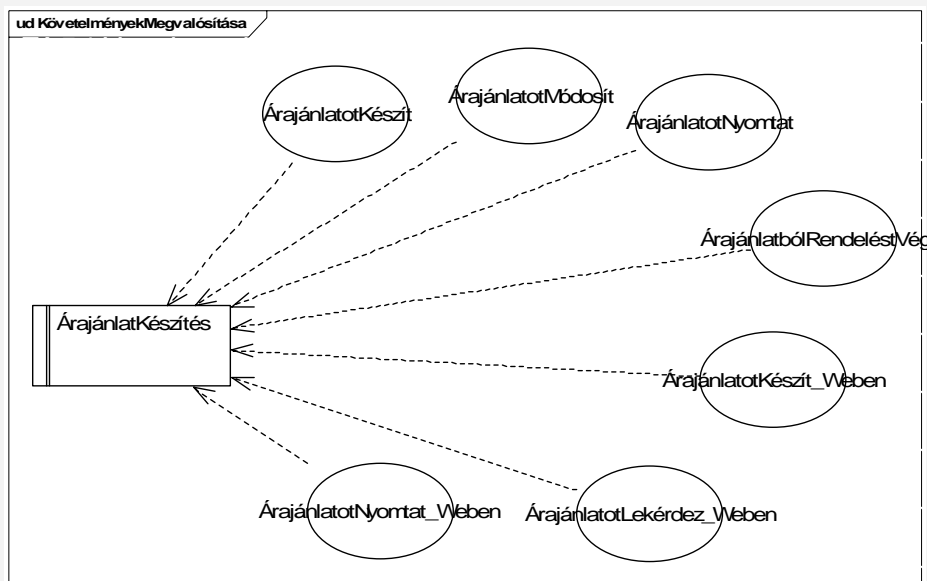 ud KövetelményekMegvalósítása
ÁrajánlatotKészít
ÁrajánlatotMódosít
ÁrajánlatotNyomtat
ÁrajánlatbólRendeléstVég
ÁrajánlatKészítés
ÁrajánlatotKészít_Weben
ÁrajánlatotNyomtat_Weben
ÁrajánlatotLekérdez_Weben